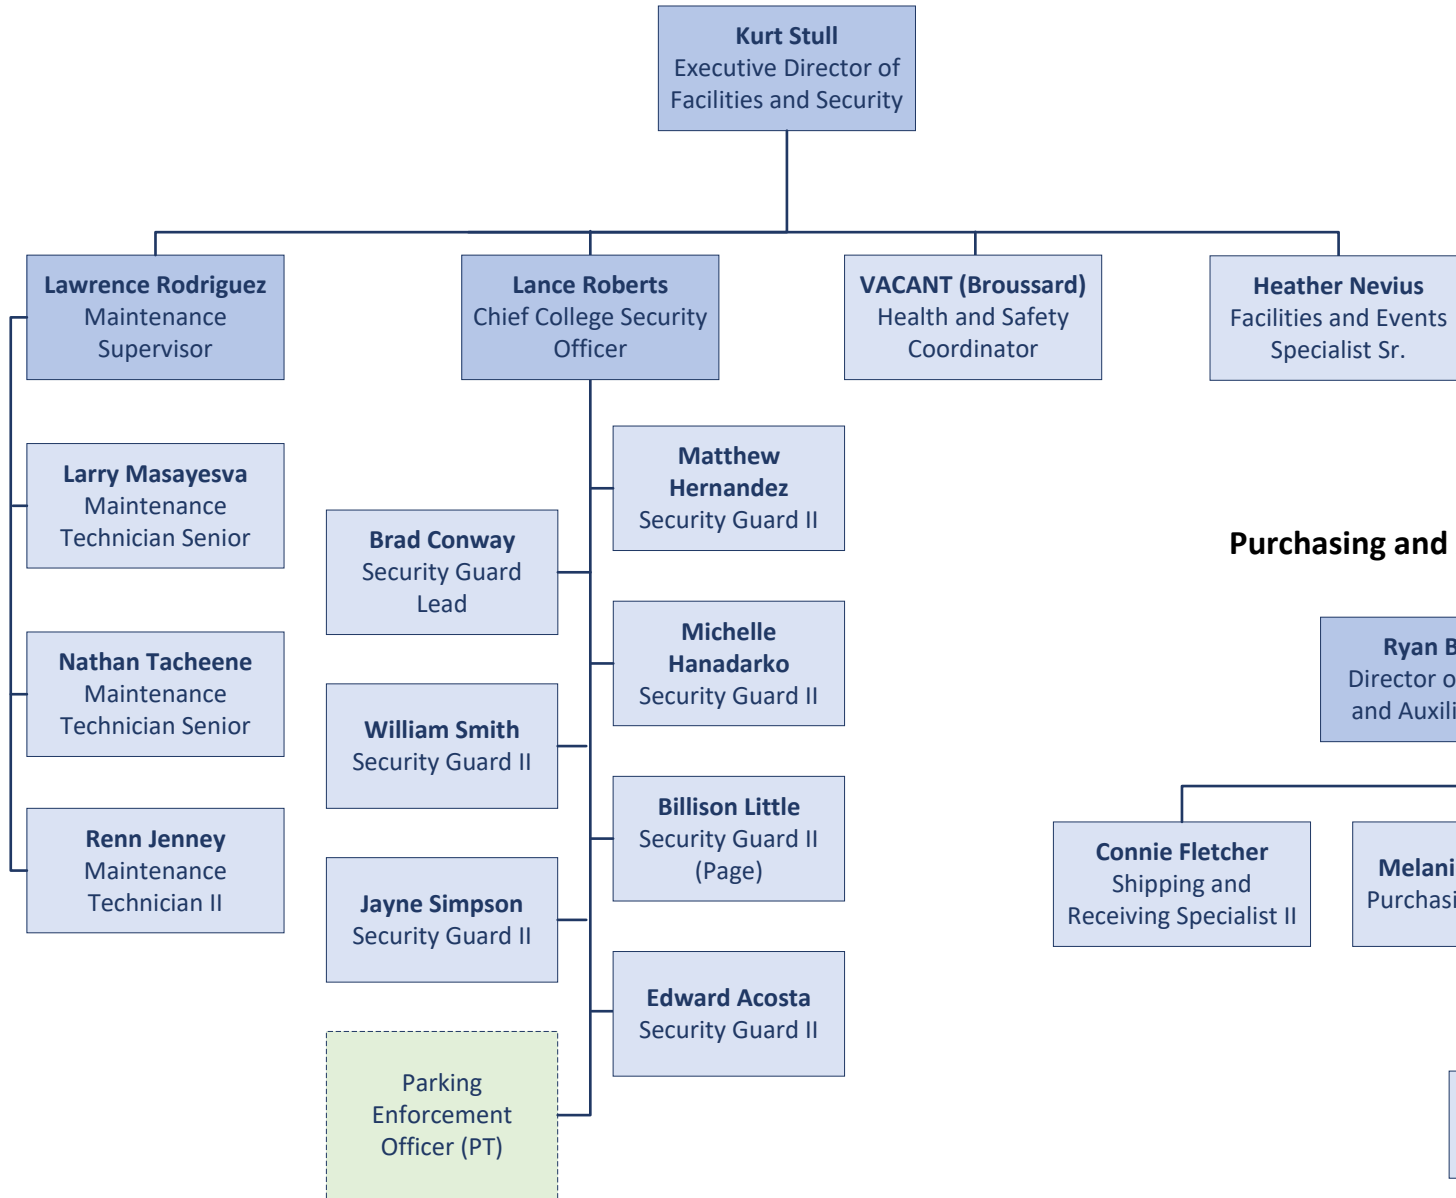 Kurt Stull
Executive Director of
Facilities and Security
Lawrence Rodriguez
Maintenance
Supervisor
Lance Roberts
Chief College Security
Officer
VACANT (Broussard)
Health and Safety
Coordinator
Heather Nevius
Facilities and Events
Specialist Sr.
Larry Masayesva
Maintenance
Technician Senior
Nathan Tacheene
Maintenance
Technician Senior
Renn Jenney
Maintenance
Technician II
Brad Conway
Security Guard
Lead
William Smith
Security Guard II
Jayne Simpson
Security Guard II
Parking
Enforcement
Officer (PT)
Matthew
Hernandez
Security Guard II
Michelle
Hanadarko
Security Guard II
Billison Little
Security Guard II
(Page)
Edward Acosta
Security Guard II
Purchasing and
Ryan B
Director o
and Auxili
Connie Fletcher
Shipping and
Receiving Specialist II
Melani
Purchasi